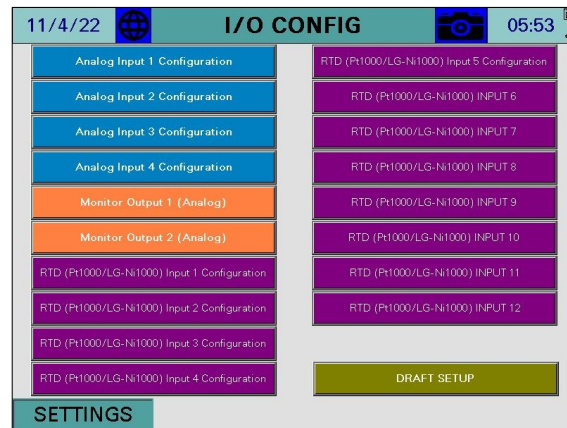 11/4/22
I/O CONFIG
05:53
Analog Input 1 Configuration
Analog Input 2 Configuration
Analog Input 3 Configuration
Analog Input 4 Configuration
Monitor Output 1 (Analog)
Monitor Output 2 (Analog)
RTD (Pt1000/LG-Ni1000) Input 1 Configuration
RTD (Pt1000/LG-Ni1000) Input 2 Configuration
RTD (Pt1000/LG-Ni1000) Input 3 Configuration
RTD (Pt1000/LG-Ni1000) Input 4 Configuration
RTD (Pt1000/LG-Ni1000) Input 5 Configuration
RTD (Pt1000/LG-Ni1000) INPUT 6
RTD (Pt1000/LG-Ni1000) INPUT 7
RTD (Pt1000/LG-Ni1000) INPUT 8
RTD (Pt1000/LG-Ni1000) INPUT 9
RTD (Pt1000/LG-Ni1000) INPUT 10
RTD (Pt1000/LG-Ni1000) INPUT 11
RTD (Pt1000/LG-Ni1000) INPUT 12
DRAFT SETUP
SETTINGS